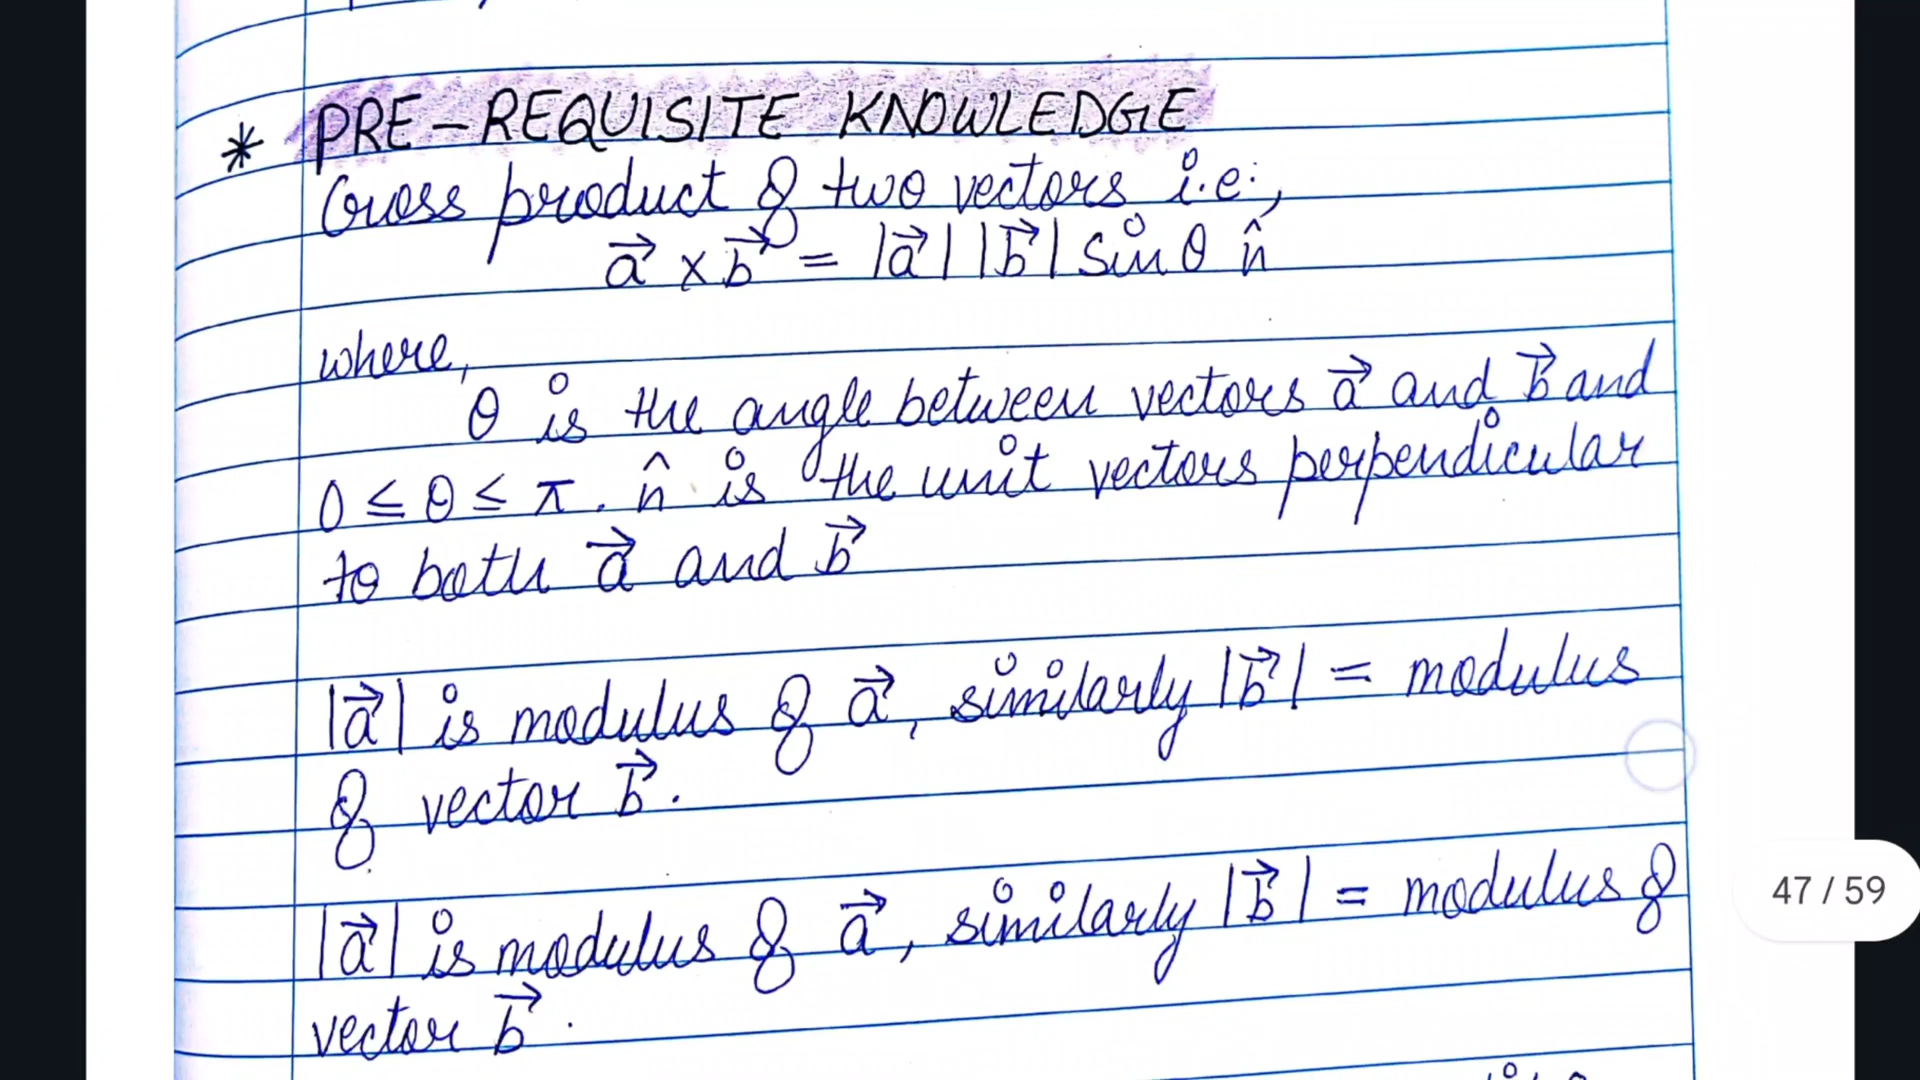 * PRE-REQUISITE KNOWLEDGE
Cross product of two vectors i.e.,
a⃗ × b⃗ = |a⃗| |b⃗| Sin θ n̂
where,
θ is the angle between vectors a⃗ and b⃗ and
0 ≤ θ ≤ π. n̂ is the unit vectors perpendicular
to both a⃗ and b⃗
|a⃗| is modulus of a⃗, similarly |b⃗| = modulus
of vector b⃗.
|a⃗| is modulus of a⃗, similarly |b⃗| = modulus of
vector b⃗.
47 / 59